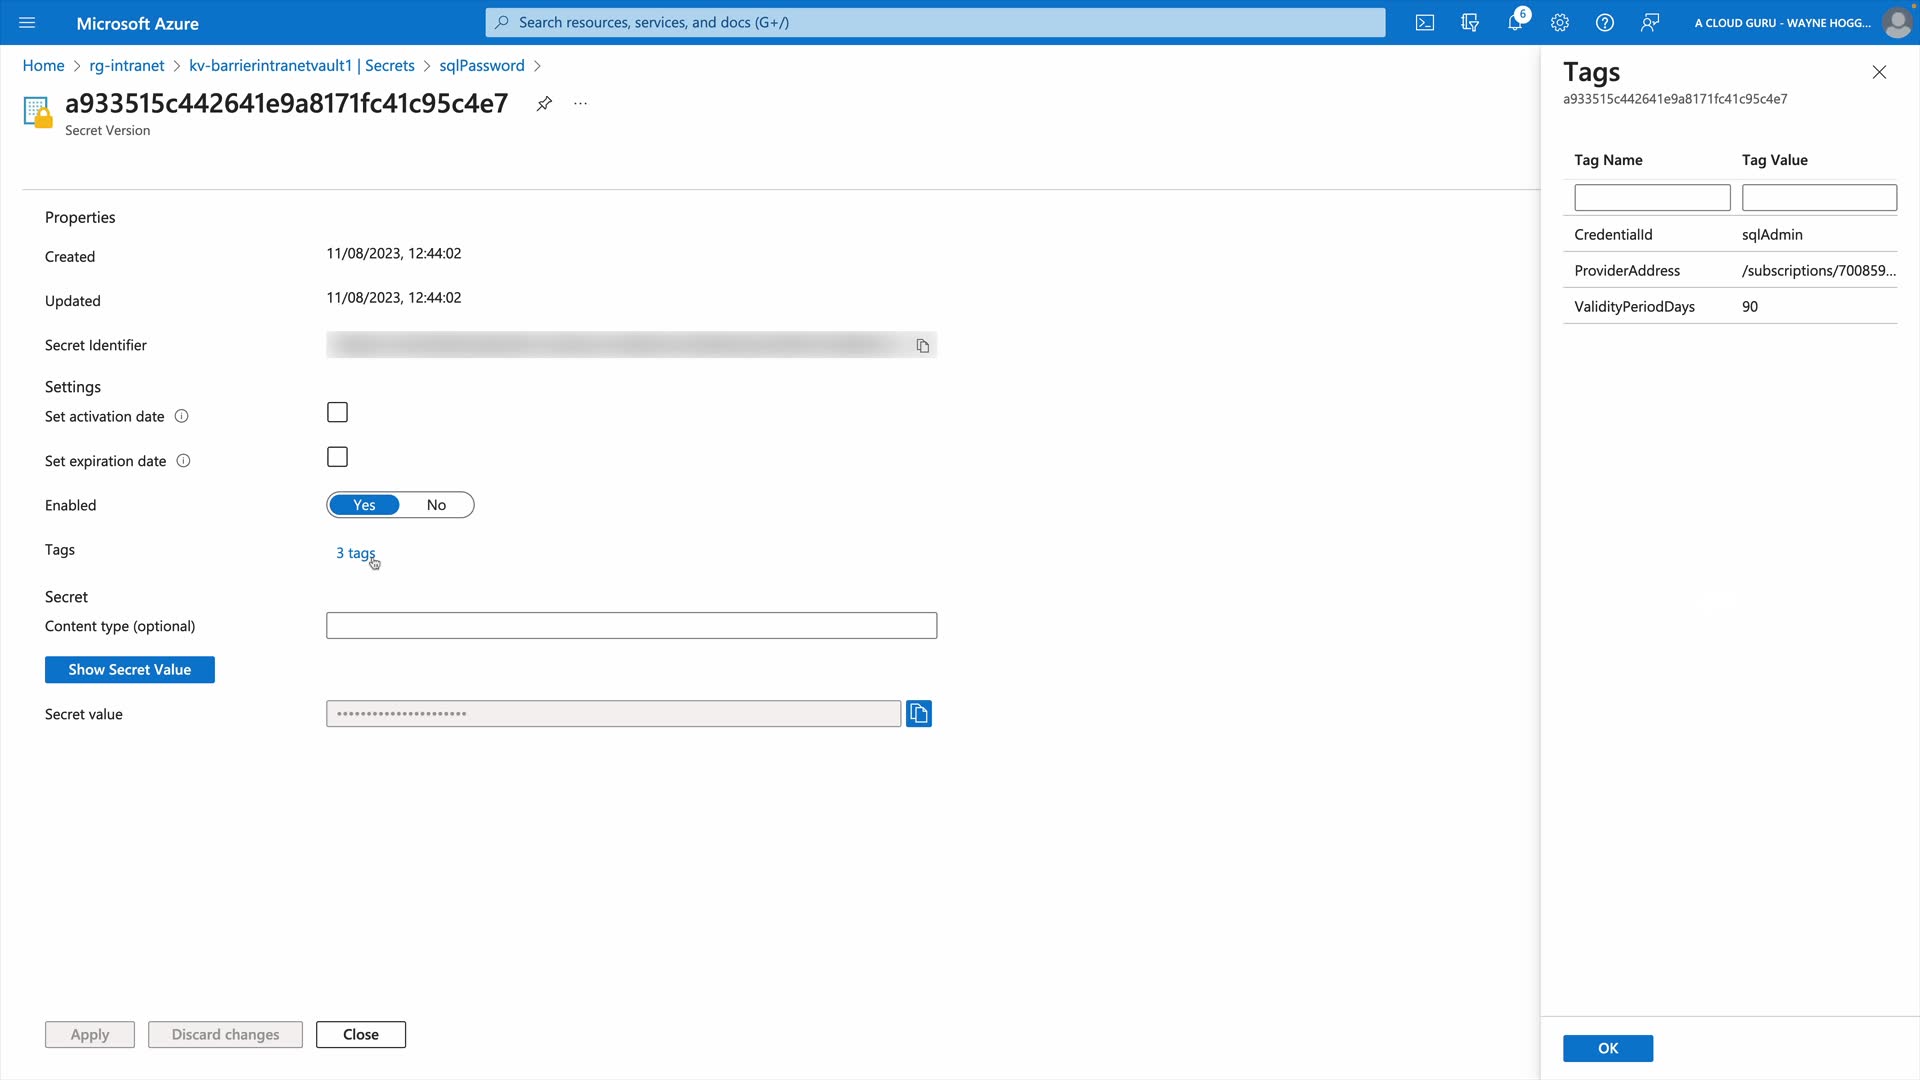 Microsoft Azure
Search resources, services, and docs (G+/)
6
A CLOUD GURU - WAYNE HOGG...
Home > rg-intranet > kv-barrierintranetvault1 | Secrets > sqlPassword >
a933515c442641e9a8171fc41c95c4e7
Secret Version
Properties
Created
11/08/2023, 12:44:02
Updated
11/08/2023, 12:44:02
Secret Identifier
Settings
Set activation date
Set expiration date
Enabled
Yes No
Tags
3 tags
Secret
Content type (optional)
Show Secret Value
Secret value
••••••••••••••••••••••
Apply
Discard changes
Close
Tags
a933515c442641e9a8171fc41c95c4e7
Tag Name Tag Value
CredentialId sqlAdmin
ProviderAddress /subscriptions/700859...
ValidityPeriodDays 90
OK